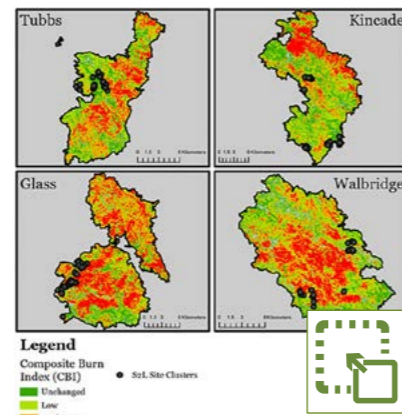 Tubbs
Kincade
Glass
Walbridge
Legend
Composite Burn
Index (CBI)
S2L Site Clusters
Unchanged
Low